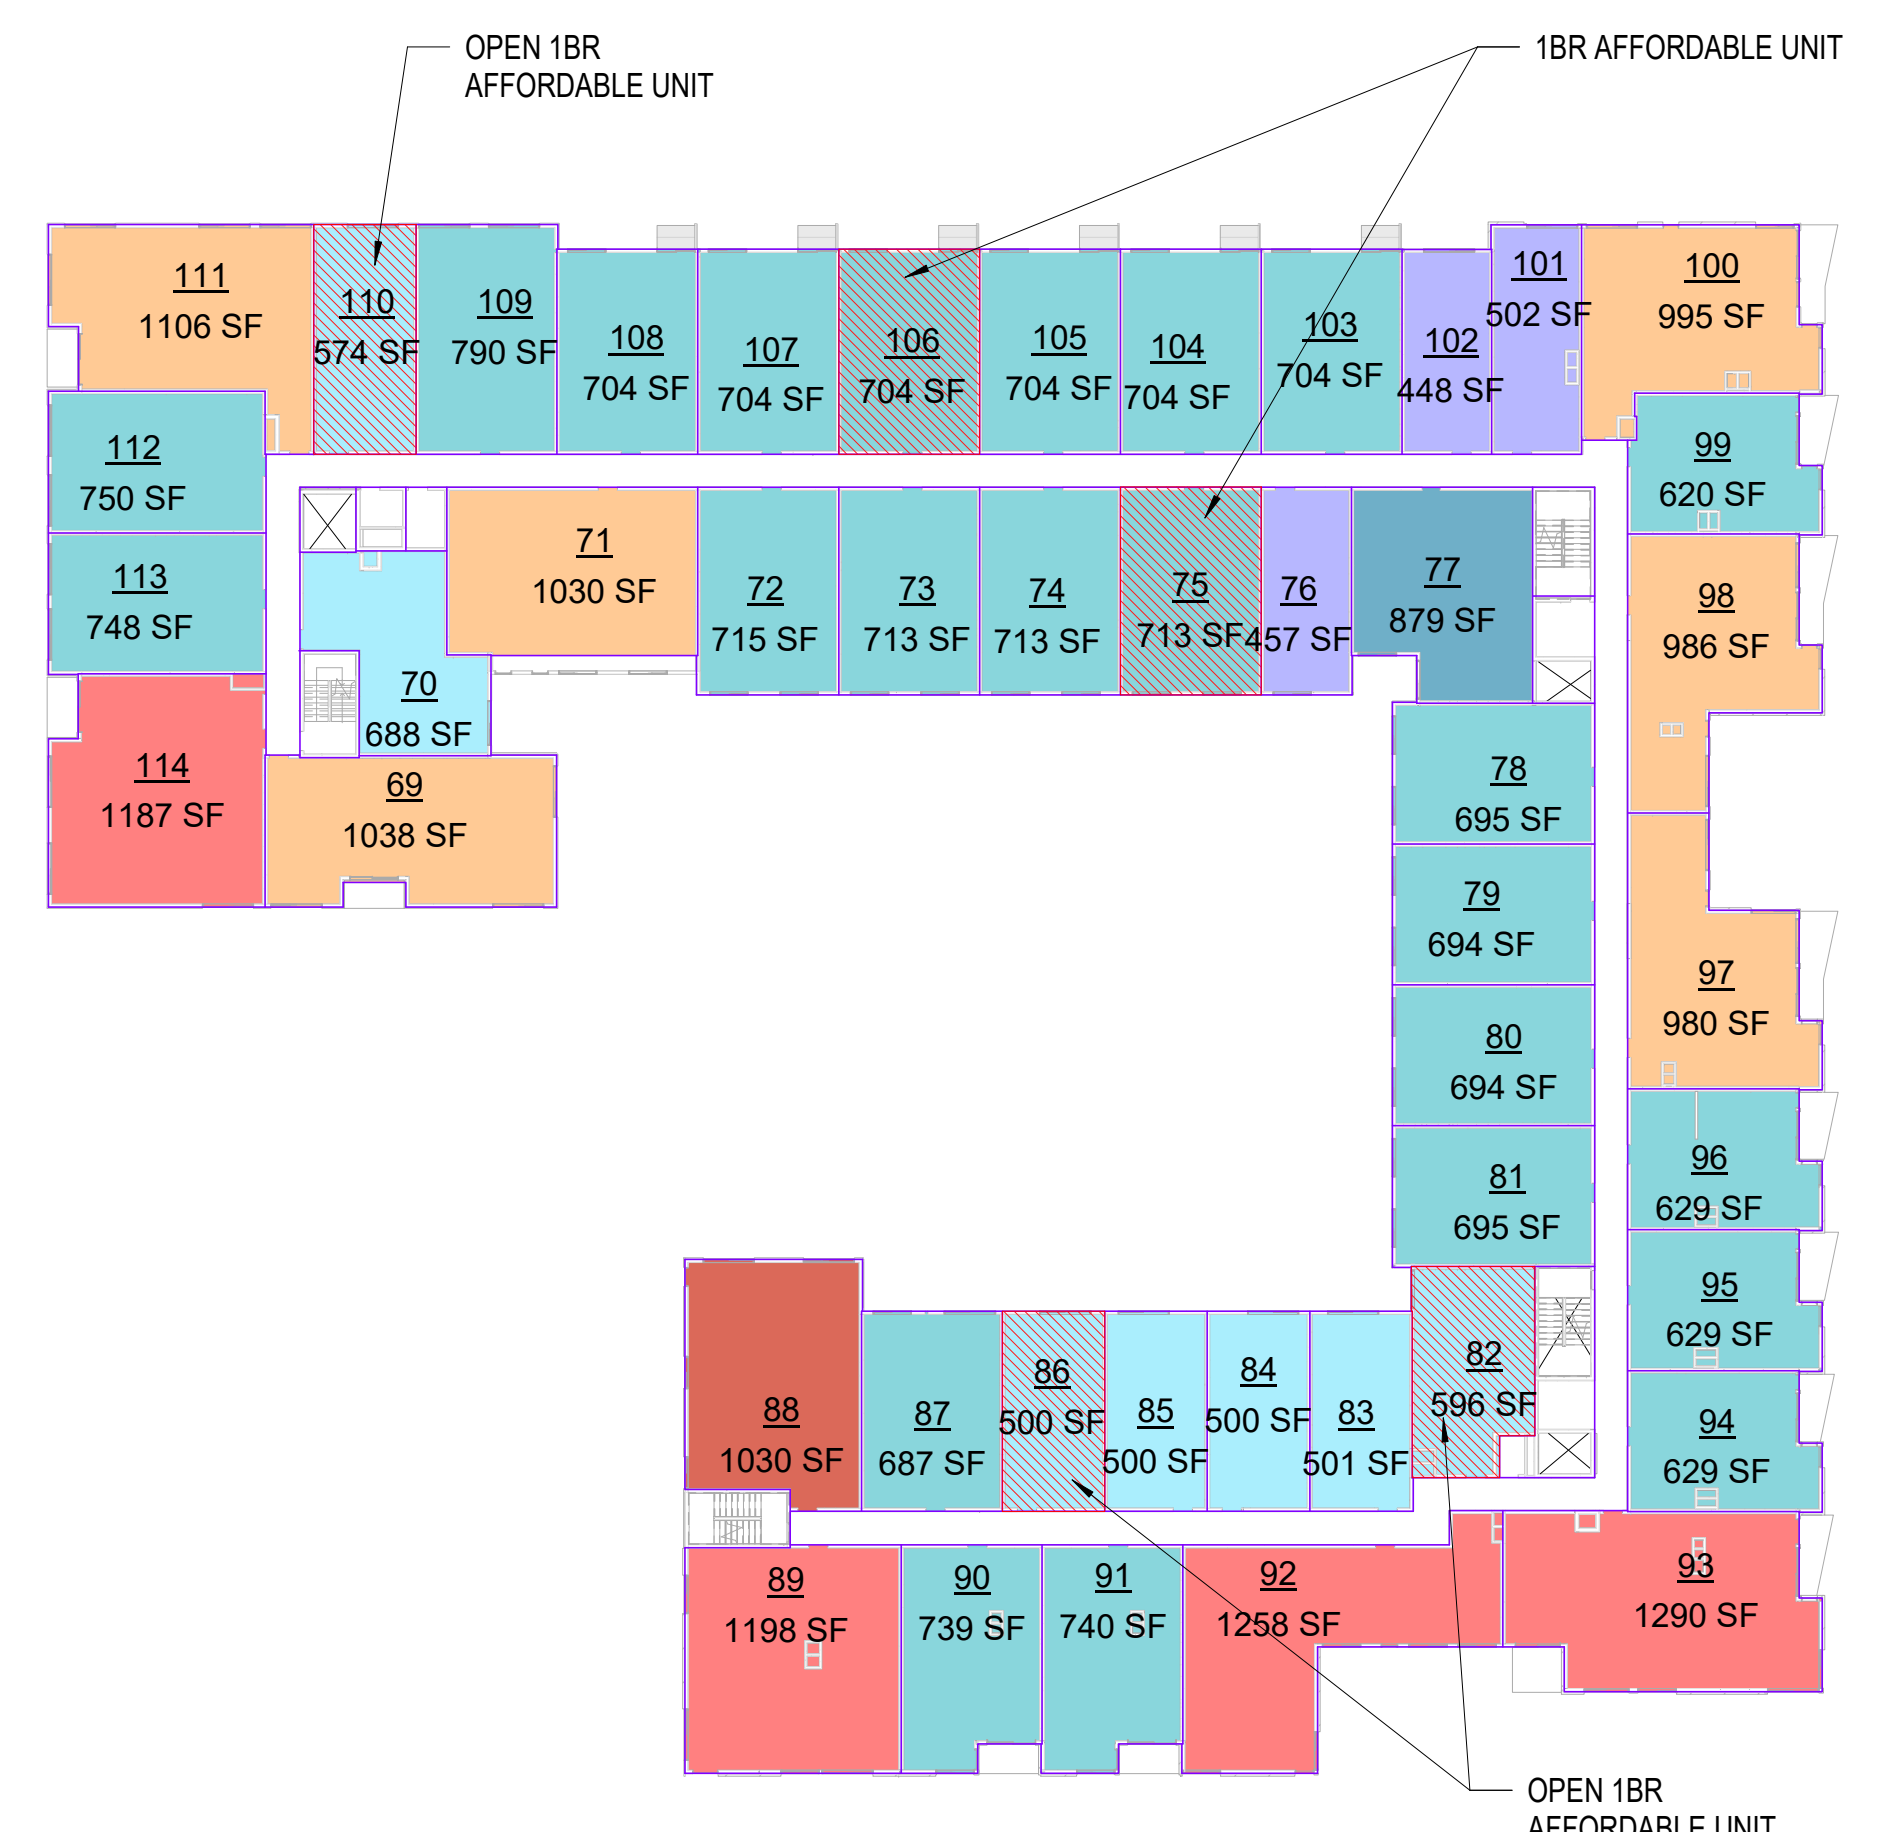 OPEN 1BR
AFFORDABLE UNIT
1BR AFFORDABLE UNIT
111
1106 SF
110
574 SF
109
790 SF
108
704 SF
107
704 SF
106
704 SF
105
704 SF
104
704 SF
103
704 SF
102
448 SF
101
502 SF
100
995 SF
112
750 SF
99
620 SF
113
748 SF
71
1030 SF
72
715 SF
73
713 SF
74
713 SF
75
713 SF
76
457 SF
77
879 SF
98
986 SF
70
688 SF
114
1187 SF
69
1038 SF
78
695 SF
79
694 SF
97
980 SF
80
694 SF
81
695 SF
96
629 SF
95
629 SF
88
1030 SF
87
687 SF
86
500 SF
85
500 SF
84
500 SF
83
501 SF
82
596 SF
94
629 SF
89
1198 SF
90
739 SF
91
740 SF
92
1258 SF
93
1290 SF
OPEN 1BR
AFFORDABLE UNIT